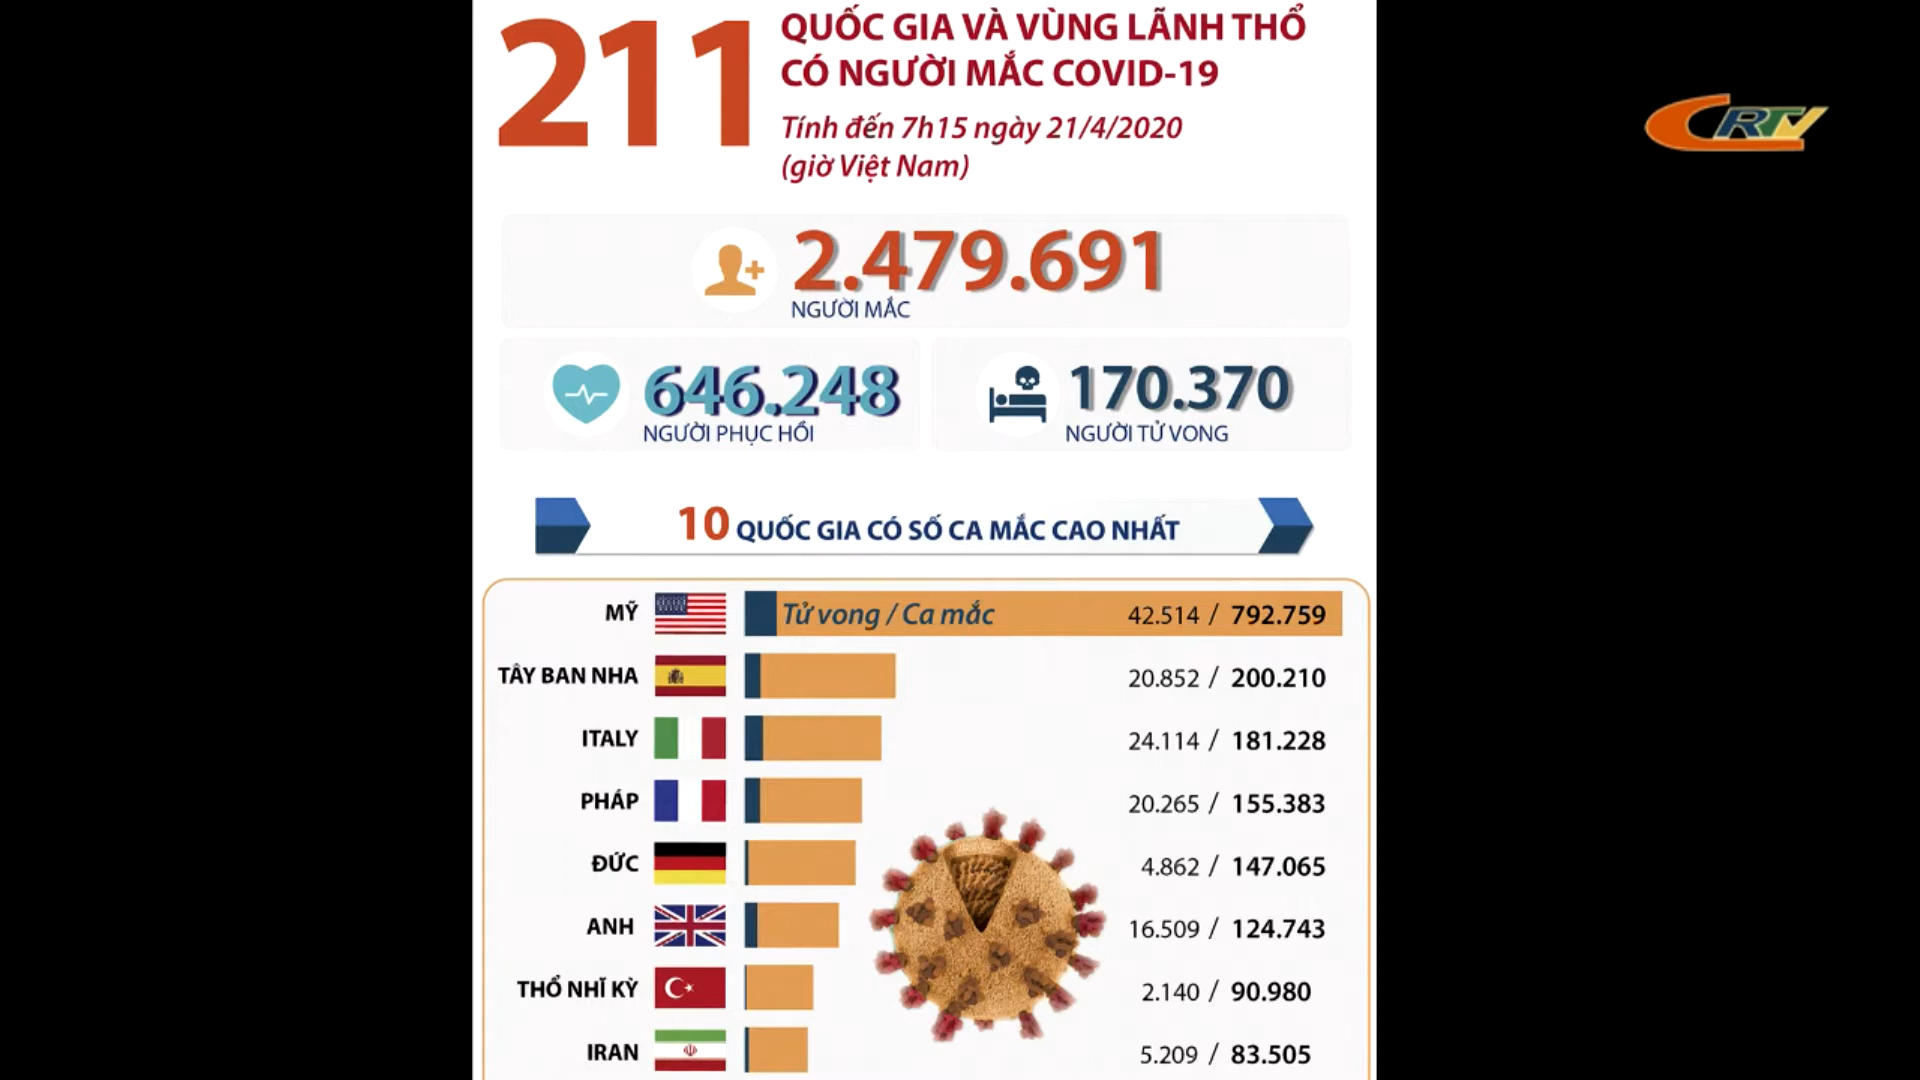 211
QUỐC GIA VÀ VÙNG LÃNH THỔ
CÓ NGƯỜI MẮC COVID-19
Tính đến 7h15 ngày 21/4/2020
(giờ Việt Nam)
CRTV
2.479.691
NGƯỜI MẮC
646.248
NGƯỜI PHỤC HỒI
170.370
NGƯỜI TỬ VONG
10 QUỐC GIA CÓ SỐ CA MẮC CAO NHẤT
MỸ Tử vong / Ca mắc 42.514 / 792.759
TÂY BAN NHA 20.852 / 200.210
ITALY 24.114 / 181.228
PHÁP 20.265 / 155.383
ĐỨC 4.862 / 147.065
ANH 16.509 / 124.743
THỔ NHĨ KỲ 2.140 / 90.980
IRAN 5.209 / 83.505